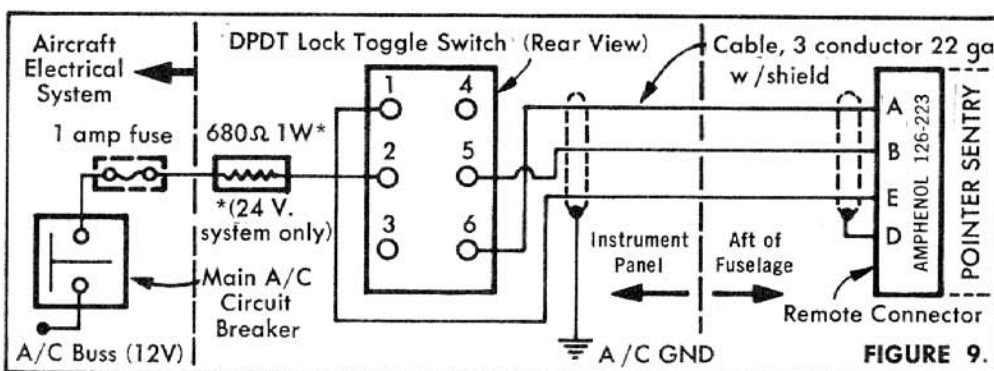 Aircraft
Electrical
System
DPDT Lock Toggle Switch (Rear View)
Cable, 3 conductor 22 ga
w/shield
1 amp fuse
680Ω 1W*
*(24 V.
system only)
1
4
2
5
3
6
A
B
E
D
AMPHENOL 126-223
POINTER SENTRY
Instrument
Panel
Aft of
Fuselage
Main A/C
Circuit
Breaker
Remote Connector
A/C Buss (12V)
A/C GND
FIGURE 9.